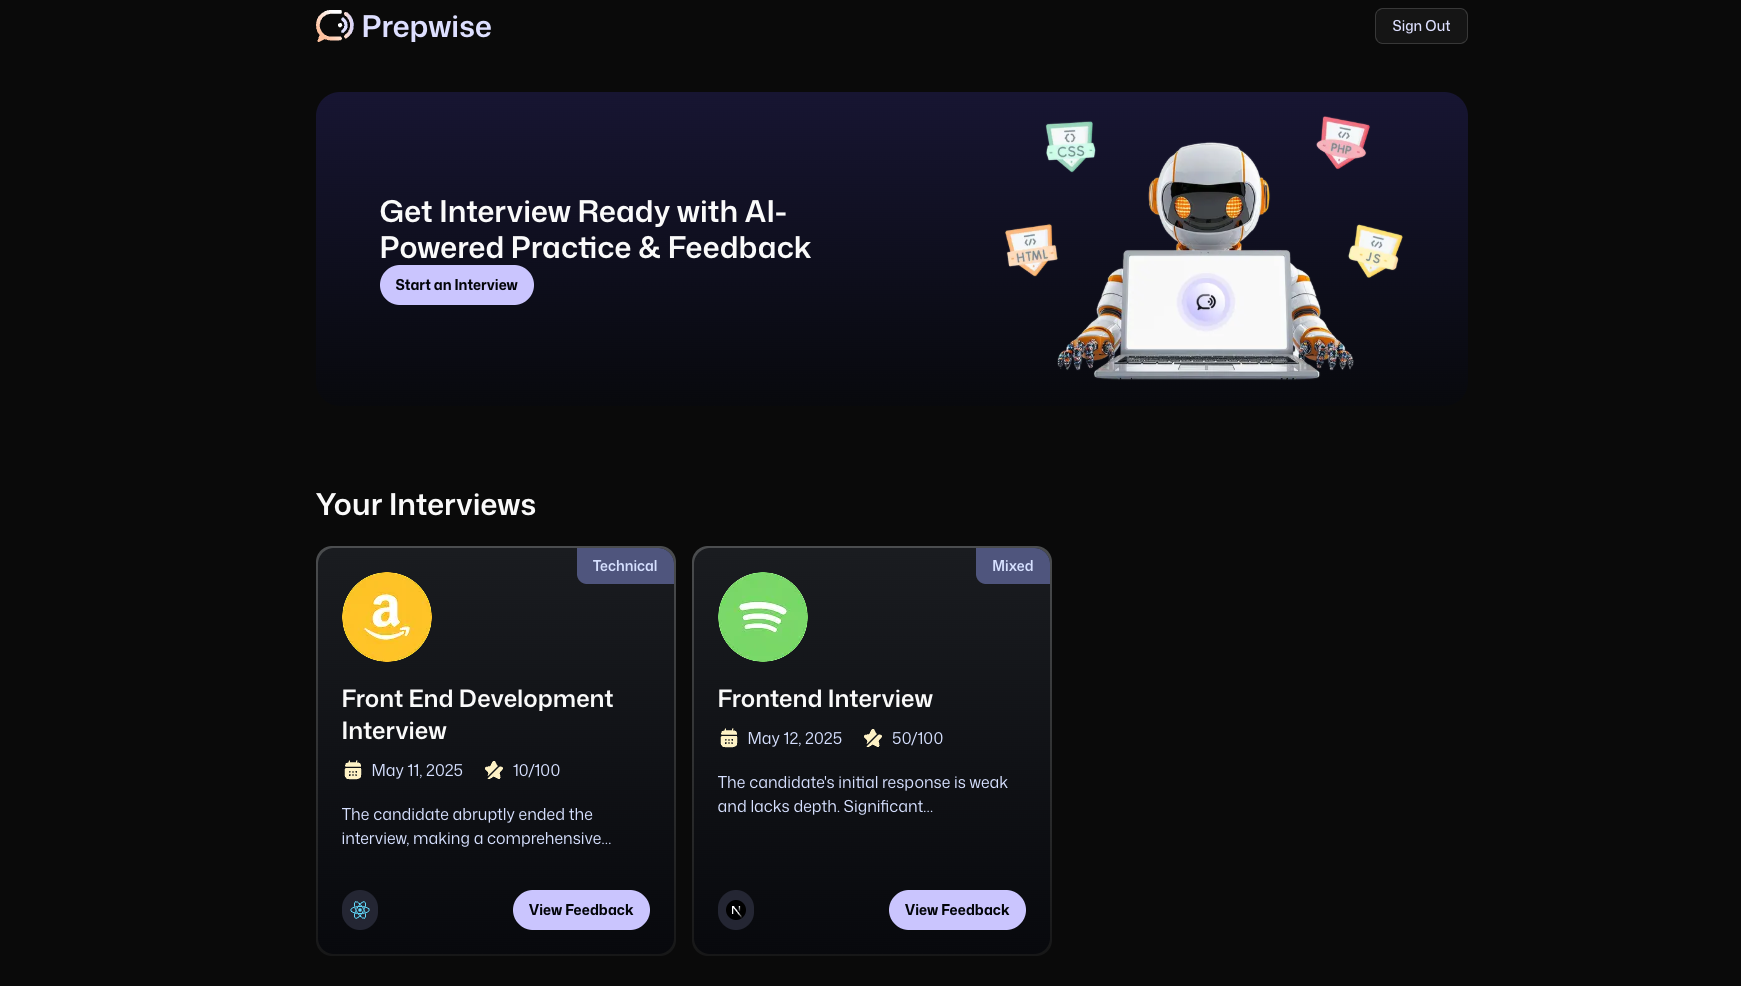 Prepwise
Sign Out
Get Interview Ready with AI-
Powered Practice & Feedback
Start an Interview
CSS
PHP
HTML
JS
Your Interviews
Technical
a
Front End Development
Interview
May 11, 2025
10/100
The candidate abruptly ended the
interview, making a comprehensive...
View Feedback
Mixed
Frontend Interview
May 12, 2025
50/100
The candidate's initial response is weak
and lacks depth. Significant...
N
View Feedback